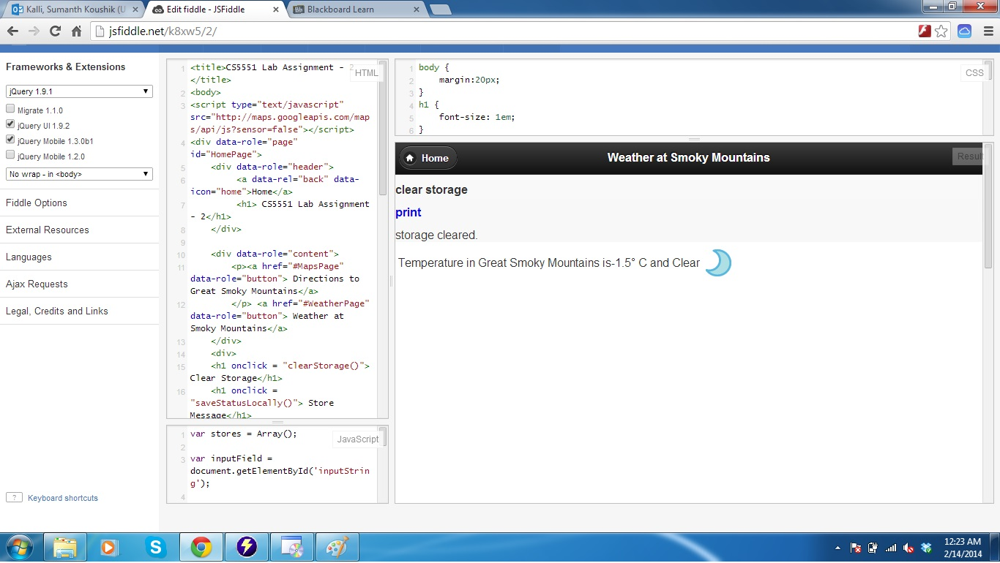 Kalli, Sumanth Koushik (U
Edit fiddle - JSFiddle
Blackboard Learn
jsfiddle.net/k8xw5/2/
Frameworks & Extensions
jQuery 1.9.1
Migrate 1.1.0
jQuery UI 1.9.2
jQuery Mobile 1.3.0b1
jQuery Mobile 1.2.0
No wrap - in <body>
Fiddle Options
External Resources
Languages
Ajax Requests
Legal, Credits and Links
? Keyboard shortcuts
HTML
1 <title>CS5551 Lab Assignment - 2
</title>
2 <body>
3 <script type="text/javascript"
src="http://maps.googleapis.com/map
s/api/js?sensor=false"></script>
4 <div data-role="page"
id="HomePage">
5 <div data-role="header">
6 <a data-rel="back" data-
icon="home">Home</a>
7 <h1> CS5551 Lab Assignment
- 2</h1>
8 </div>
9
10 <div data-role="content">
11 <p><a href="#MapsPage"
data-role="button"> Directions to
Great Smoky Mountains</a>
12 </p> <a href="#WeatherPage"
data-role="button"> Weather at
Smoky Mountains</a>
13 </div>
14 <div>
15 <h1 onclick = "clearStorage()">
Clear Storage</h1>
16 <h1 onclick =
"saveStatusLocally()"> Store
Message</h1>
JavaScript
1 var stores = Array();
2
3 var inputField =
document.getElementById('inputStrin
g');
4
CSS
1 body {
2 margin:20px;
3 }
4 h1 {
5 font-size: 1em;
6 }
Home
Weather at Smoky Mountains
Result
clear storage
print
storage cleared.
Temperature in Great Smoky Mountains is-1.5° C and Clear
12:23 AM
2/14/2014